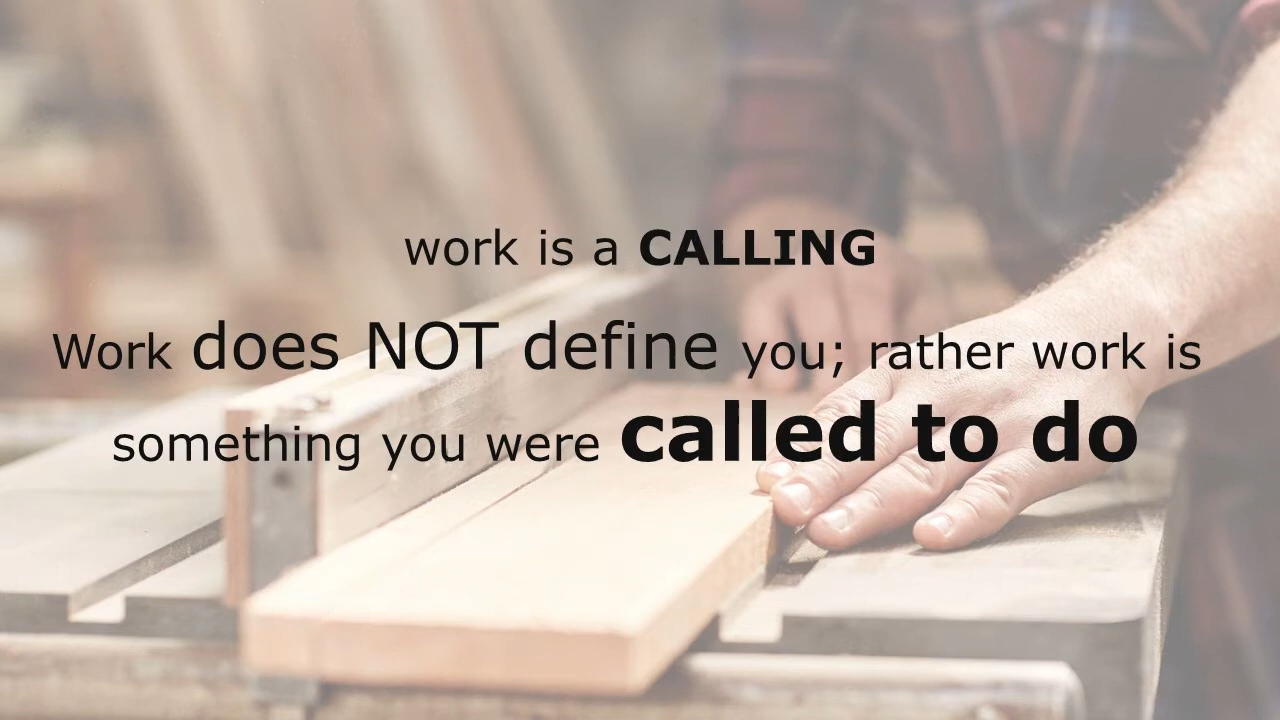 work is a CALLING
Work does NOT define you; rather work is
something you were called to do